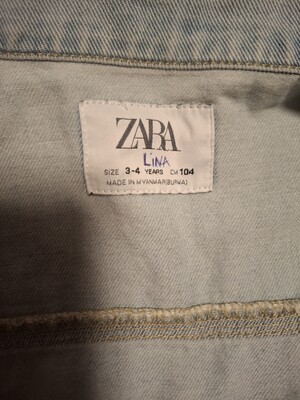 ZARA
LiNA
SIZE 3-4 YEARS CM 104
MADE IN MYANMAR(BURMA)